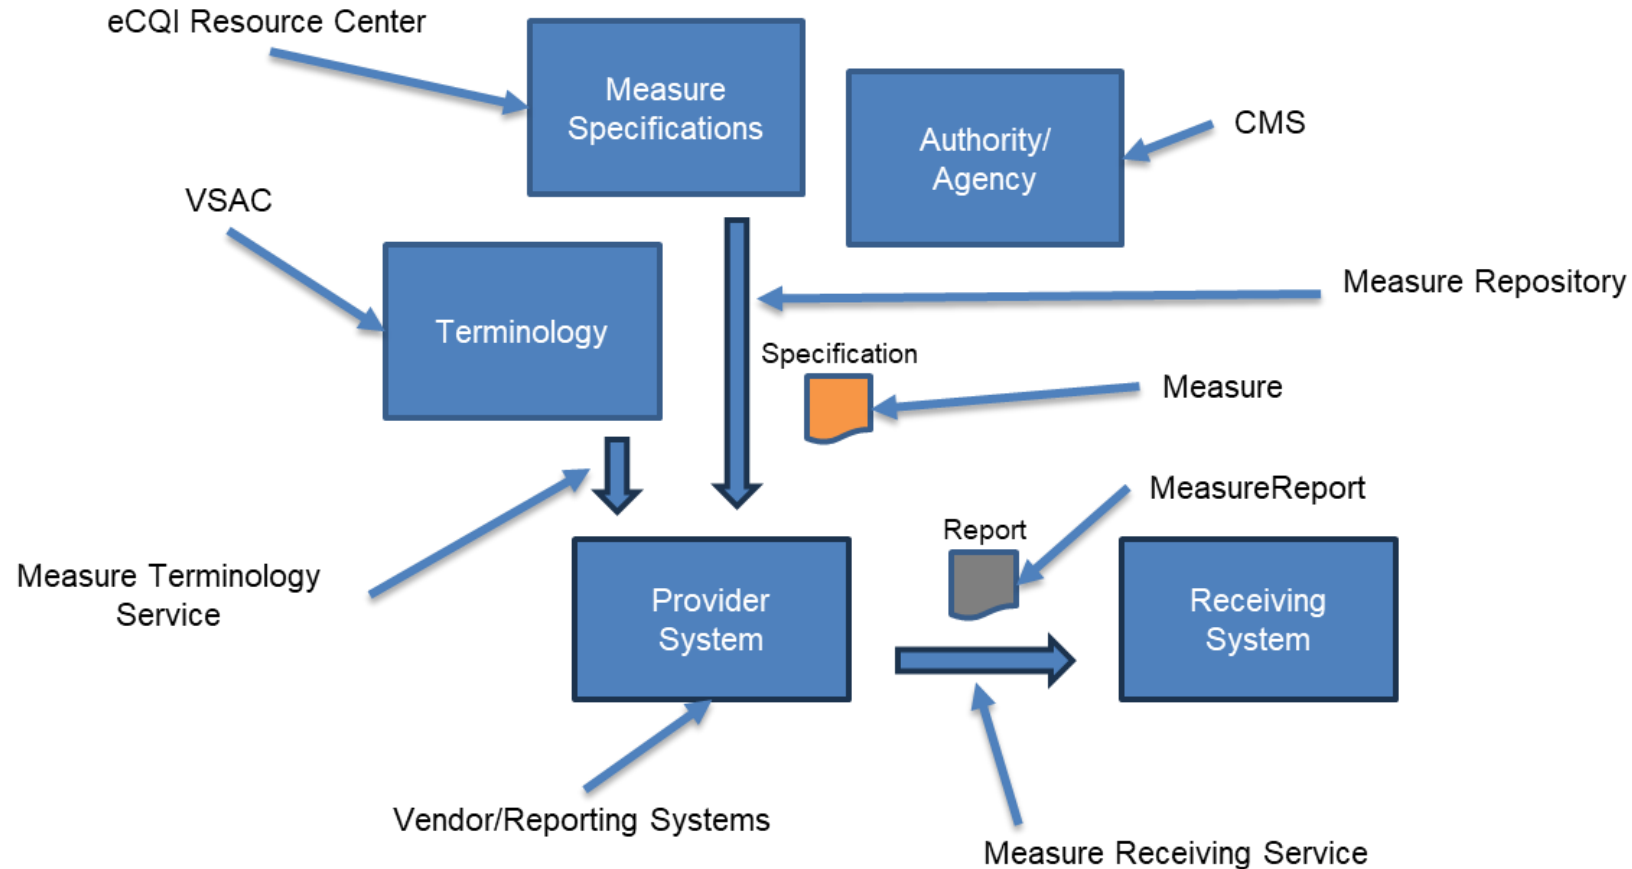 eCQI Resource Center
Measure
Specifications
Authority/
Agency
CMS
VSAC
Terminology
Measure Repository
Specification
Measure
MeasureReport
Report
Measure Terminology
Service
Provider
System
Receiving
System
Vendor/Reporting Systems
Measure Receiving Service